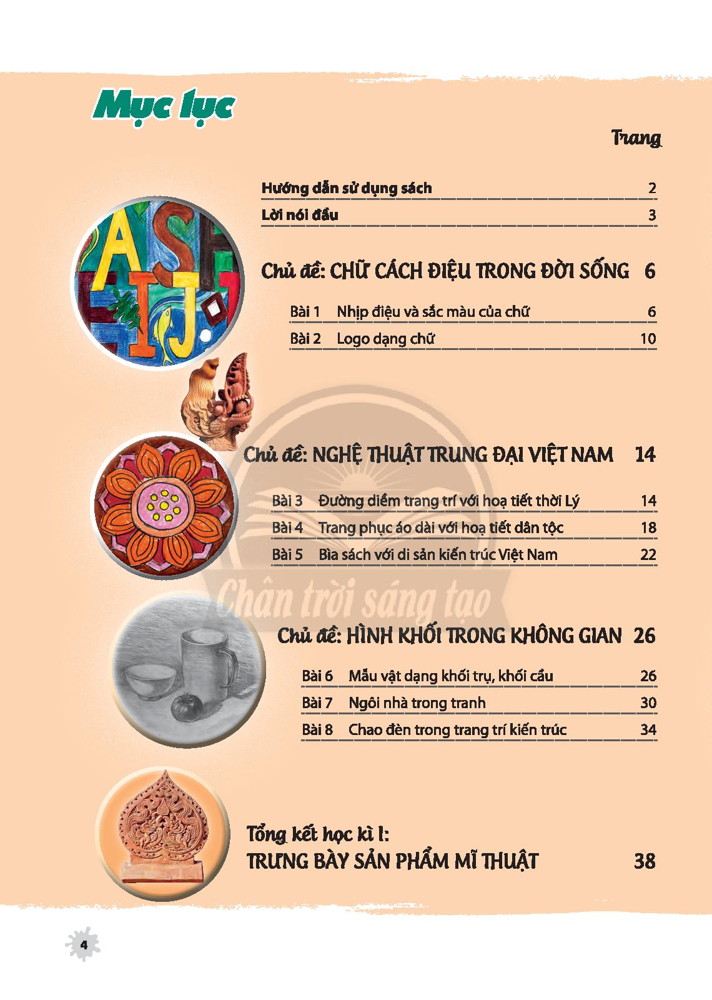 Mục lục
Trang
Hướng dẫn sử dụng sách 2
Lời nói đầu 3
Chủ đề: CHỮ CÁCH ĐIỆU TRONG ĐỜI SỐNG 6
Bài 1 Nhịp điệu và sắc màu của chữ 6
Bài 2 Logo dạng chữ 10
Chủ đề: NGHỆ THUẬT TRUNG ĐẠI VIỆT NAM 14
Bài 3 Đường diềm trang trí với hoạ tiết thời Lý 14
Bài 4 Trang phục áo dài với hoạ tiết dân tộc 18
Bài 5 Bìa sách với di sản kiến trúc Việt Nam 22
Chân trời sáng tạo
Chủ đề: HÌNH KHỐI TRONG KHÔNG GIAN 26
Bài 6 Mẫu vật dạng khối trụ, khối cầu 26
Bài 7 Ngôi nhà trong tranh 30
Bài 8 Chao đèn trong trang trí kiến trúc 34
Tổng kết học kì I:
TRƯNG BÀY SẢN PHẨM MĨ THUẬT 38
4